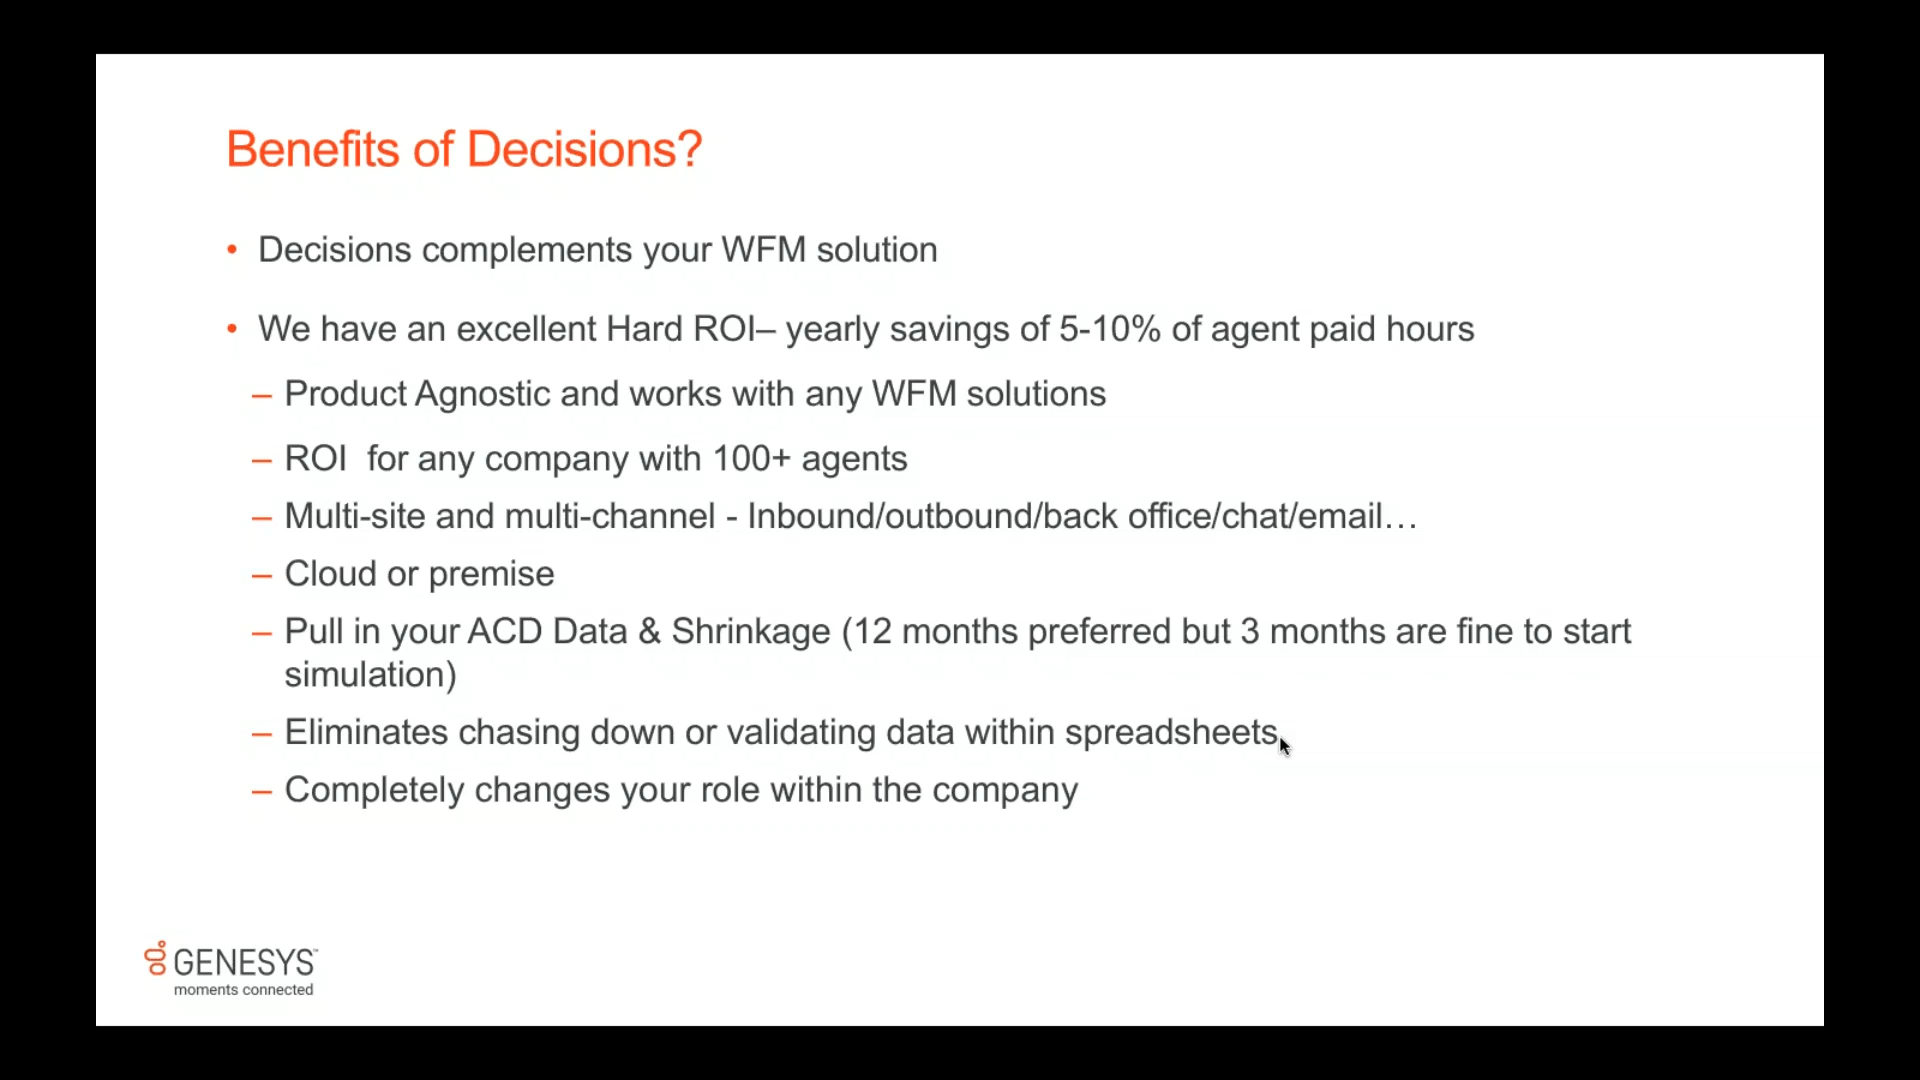 Benefits of Decisions?
• Decisions complements your WFM solution
• We have an excellent Hard ROI– yearly savings of 5-10% of agent paid hours
– Product Agnostic and works with any WFM solutions
– ROI  for any company with 100+ agents
– Multi-site and multi-channel - Inbound/outbound/back office/chat/email…
– Cloud or premise
– Pull in your ACD Data & Shrinkage (12 months preferred but 3 months are fine to start
simulation)
– Eliminates chasing down or validating data within spreadsheets
– Completely changes your role within the company
GENESYS™
moments connected